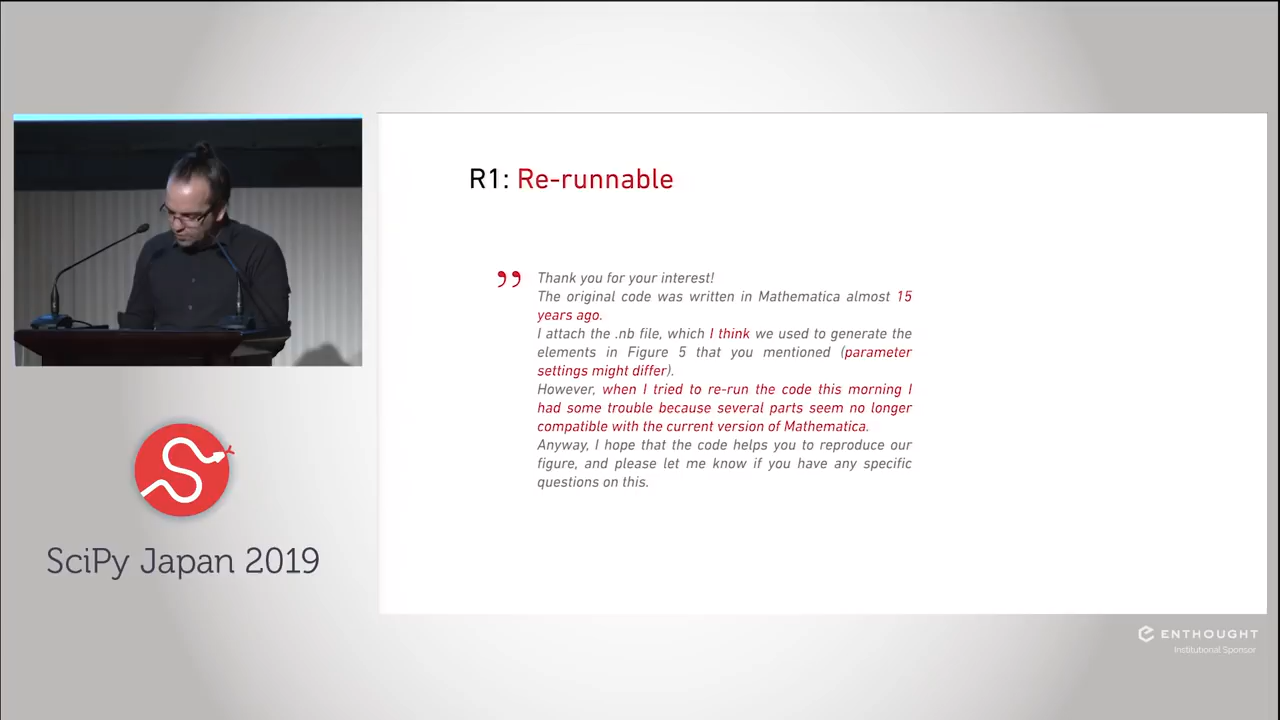 R1: Re-runnable
”
Thank you for your interest!
The original code was written in Mathematica almost 15
years ago.
I attach the .nb file, which I think we used to generate the
elements in Figure 5 that you mentioned (parameter
settings might differ).
However, when I tried to re-run the code this morning I
had some trouble because several parts seem no longer
compatible with the current version of Mathematica.
Anyway, I hope that the code helps you to reproduce our
figure, and please let me know if you have any specific
questions on this.
SciPy Japan 2019
ENTHOUGHT
Institutional Sponsor